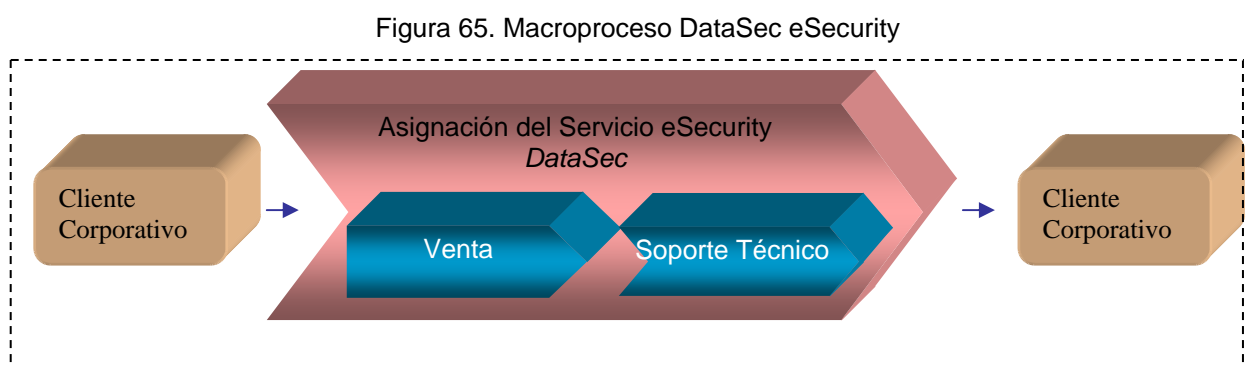 Figura 65. Macroproceso DataSec eSecurity
Asignación del Servicio eSecurity
DataSec
Cliente
Corporativo
Venta
Soporte Técnico
Cliente
Corporativo